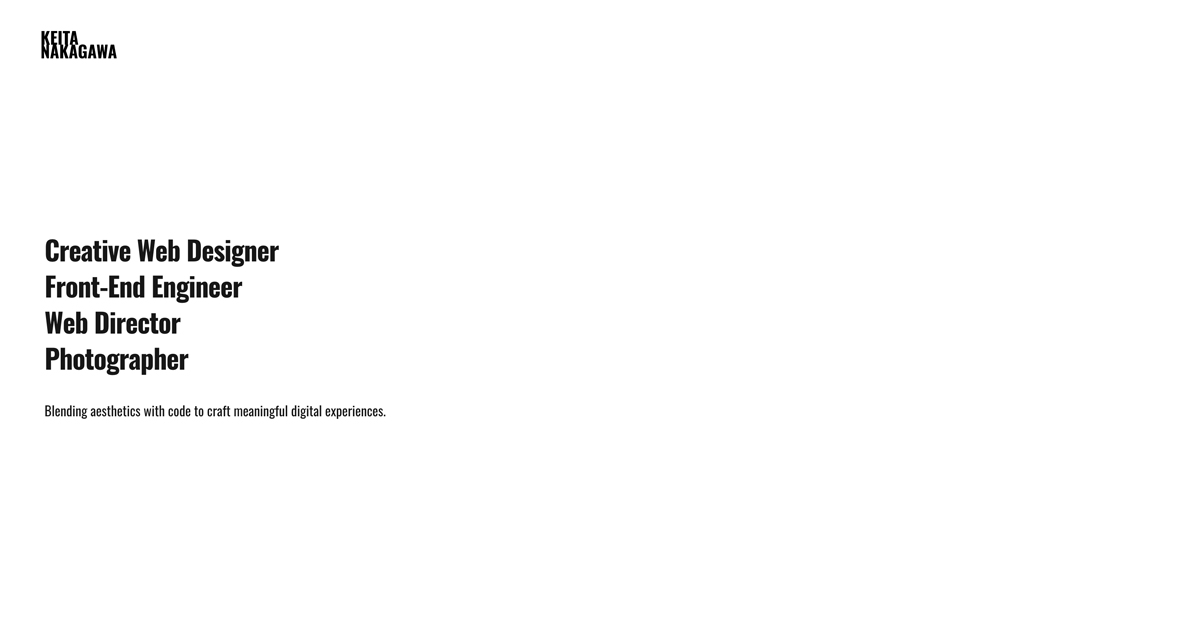 KEITA
NAKAGAWA
Creative Web Designer
Front-End Engineer
Web Director
Photographer
Blending aesthetics with code to craft meaningful digital experiences.